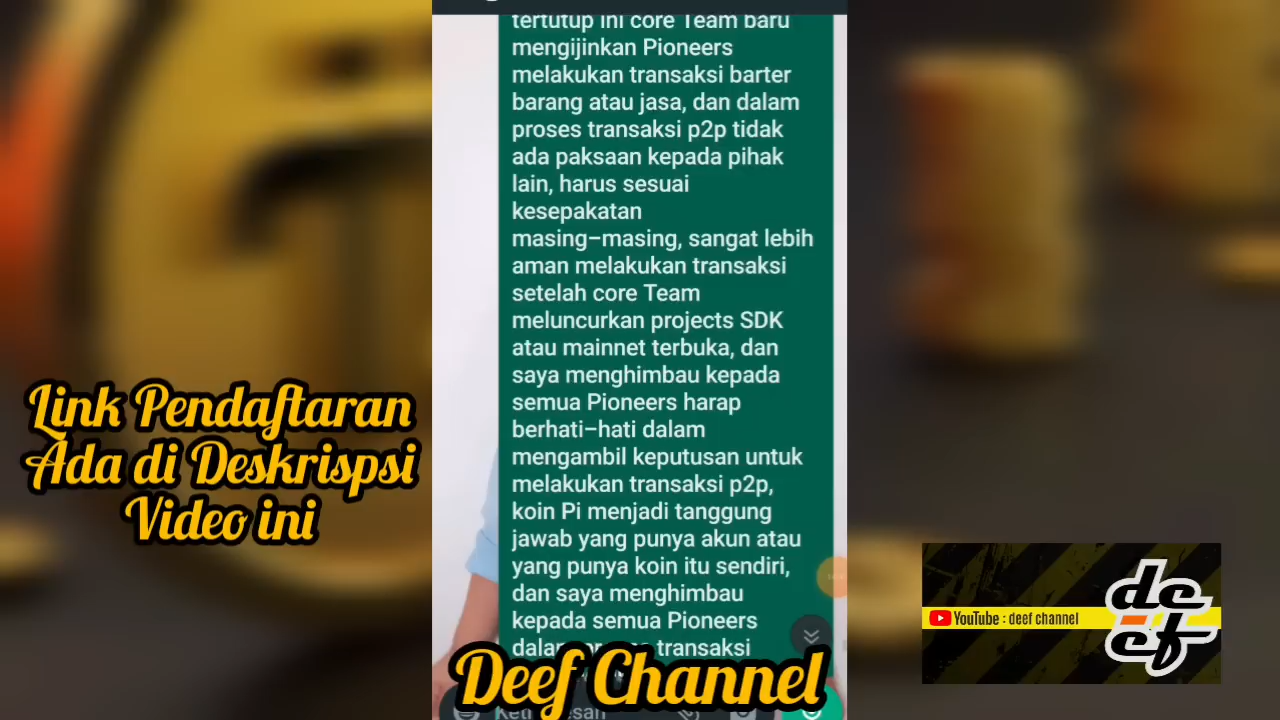 tertutup ini core Team baru
mengijinkan Pioneers
melakukan transaksi barter
barang atau jasa, dan dalam
proses transaksi p2p tidak
ada paksaan kepada pihak
lain, harus sesuai
kesepakatan
masing–masing, sangat lebih
aman melakukan transaksi
setelah core Team
meluncurkan projects SDK
atau mainnet terbuka, dan
saya menghimbau kepada
semua Pioneers harap
berhati–hati dalam
mengambil keputusan untuk
melakukan transaksi p2p,
koin Pi menjadi tanggung
jawab yang punya akun atau
yang punya koin itu sendiri,
dan saya menghimbau
kepada semua Pioneers
transaksi
Link Pendaftaran
Ada di Deskrispsi
Video ini
Deef Channel
YouTube : deef channel
de
ef